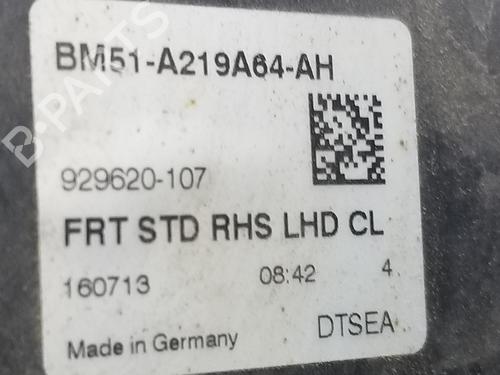 BM51-A219A64-AH
929620-107
FRT STD RHS LHD CL
160713 08:42 4
Made in Germany DTSEA
B-PARTS